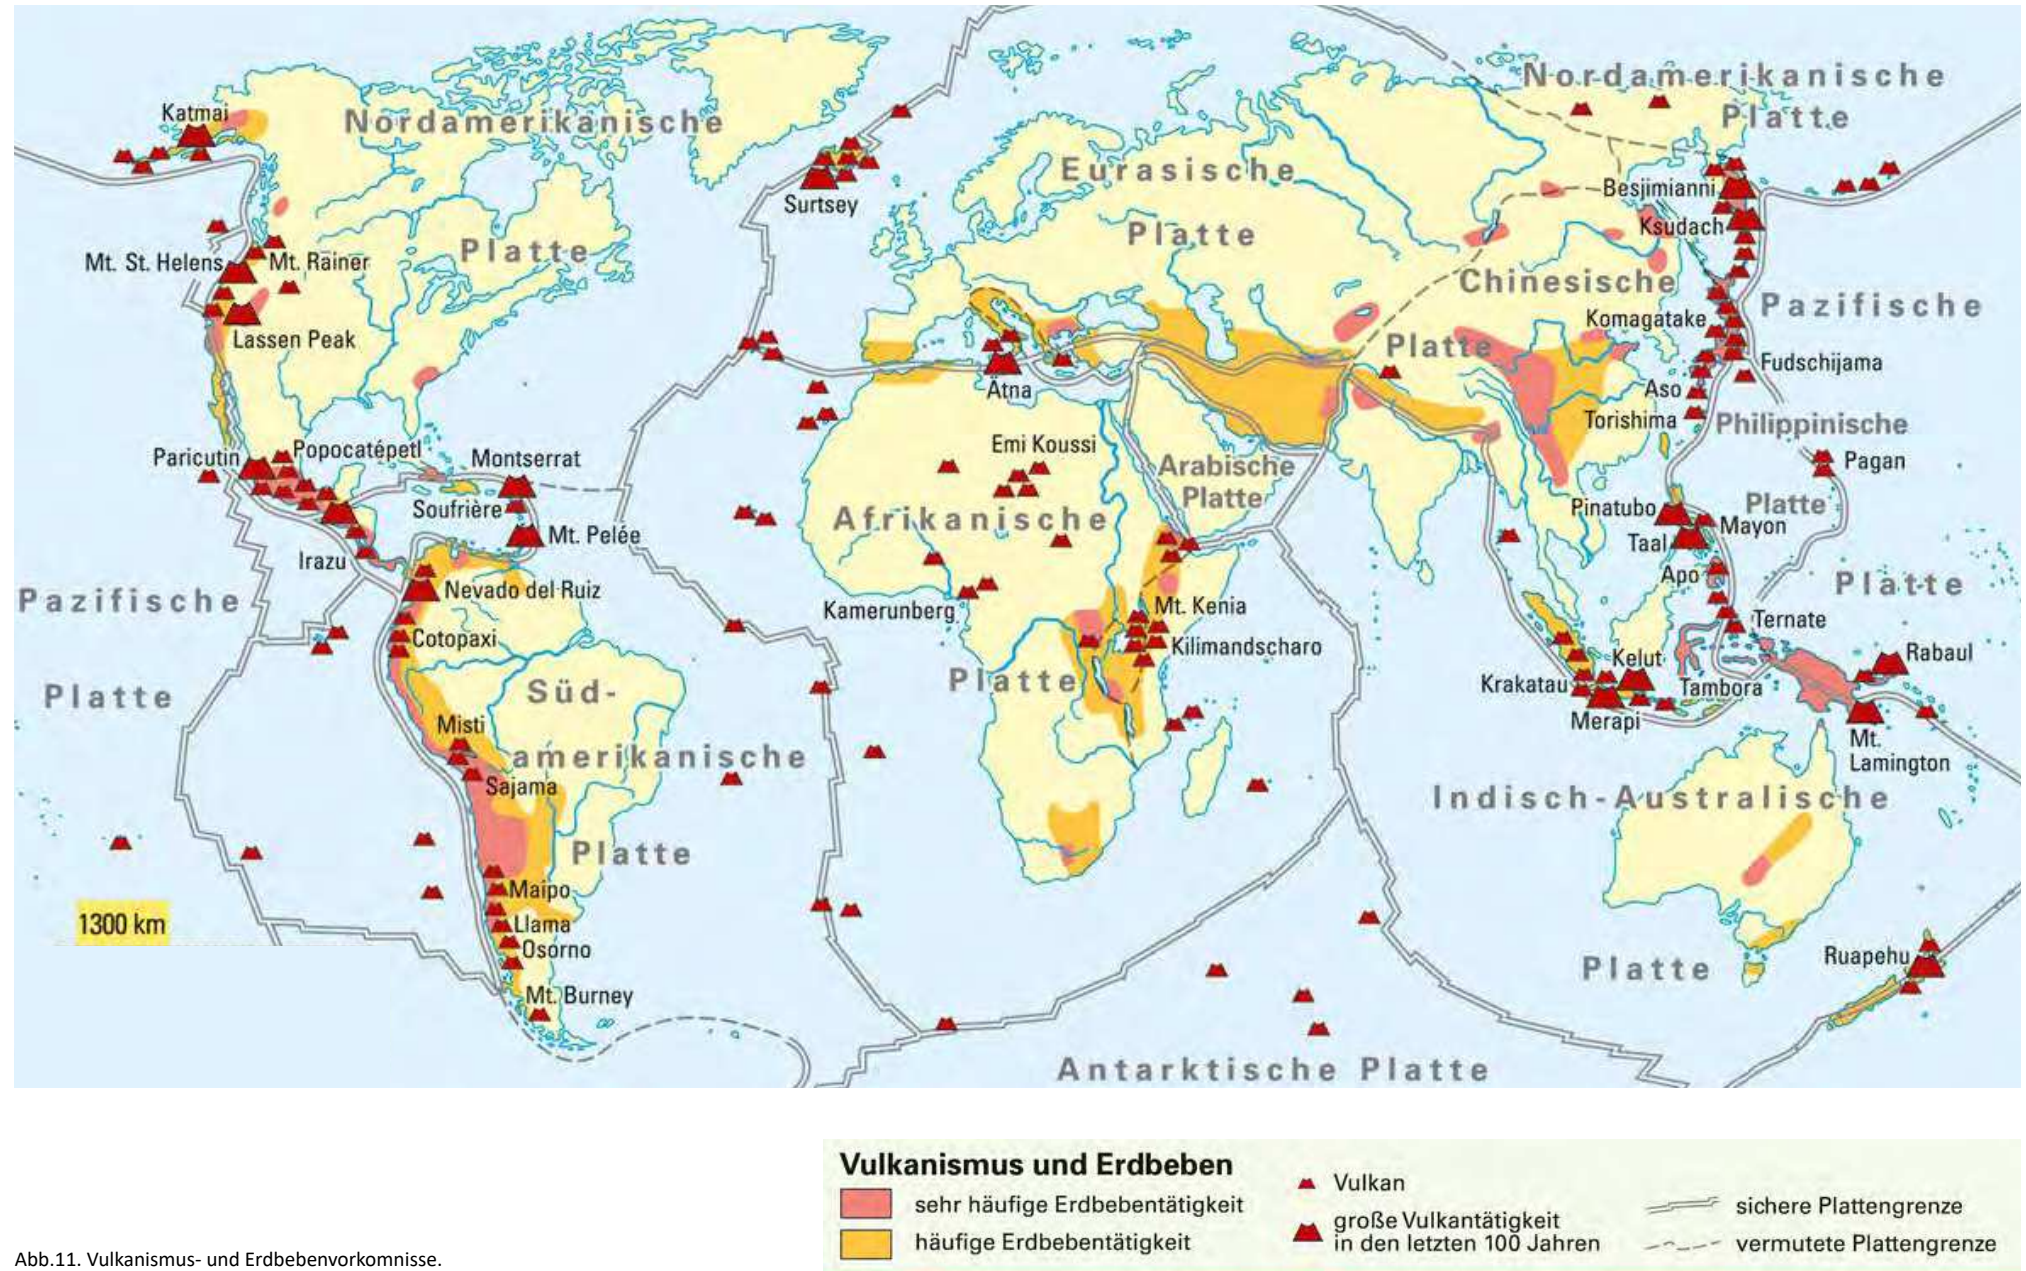 Nordamerikanische
Platte
Katmai
Nordamerikanische
Eurasische
Besjimianni
Surtsey
Ksudach
Platte
Platte
Mt. St. Helens
Mt. Rainer
Chinesische
Pazifische
Komagatake
Lassen Peak
Platte
Fudschijama
Ätna
Aso
Torishima
Philippinische
Paricutin
Popocatépetl
Montserrat
Emi Koussi
Arabische
Platte
Pagan
Soufrière
Afrikanische
Pinatubo
Platte
Mayon
Mt. Pelée
Taal
Irazu
Apo
Pazifische
Nevado del Ruiz
Platte
Kamerunberg
Mt. Kenia
Ternate
Cotopaxi
Kilimandscharo
Kelut
Rabaul
Platte
Süd-
Platte
Krakatau
Tambora
Merapi
Misti
amerikanische
Mt.
Lamington
Sajama
Indisch-Australische
Platte
Maipo
1300 km
Llama
Osorno
Ruapehu
Platte
Mt. Burney
Antarktische Platte
Vulkanismus und Erdbeben
sehr häufige Erdbebentätigkeit
häufige Erdbebentätigkeit
Vulkan
große Vulkantätigkeit
in den letzten 100 Jahren
sichere Plattengrenze
vermutete Plattengrenze
Abb.11. Vulkanismus- und Erdbebenvorkomnisse.